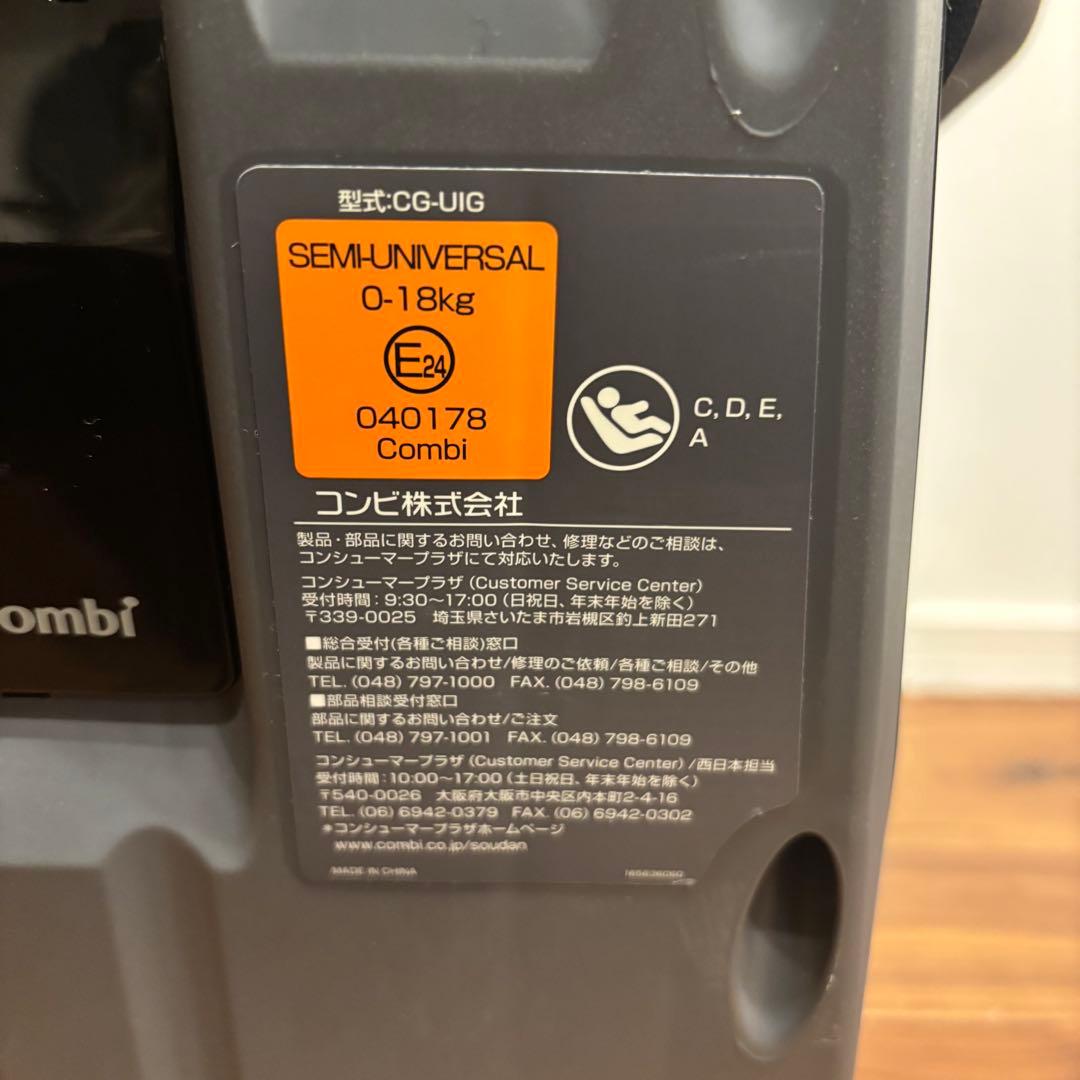 型式:CG-UIG
SEMI-UNIVERSAL
0-18kg
E24
040178
Combi
C, D, E,
A
コンビ株式会社
製品・部品に関するお問い合わせ、修理などのご相談は、
コンシューマープラザにて対応いたします。
コンシューマープラザ (Customer Service Center)
受付時間：9:30～17:00 (日祝日、年末年始を除く)
〒339-0025 埼玉県さいたま市岩槻区釣上新田271
■総合受付(各種ご相談)窓口
製品に関するお問い合わせ/修理のご依頼/各種ご相談/その他
TEL. (048) 797-1000 FAX. (048) 798-6109
■部品相談受付窓口
部品に関するお問い合わせ/ご注文
TEL. (048) 797-1001 FAX. (048) 798-6109
コンシューマープラザ (Customer Service Center) /西日本担当
受付時間：10:00～17:00 (土日祝日、年末年始を除く)
〒540-0026 大阪府大阪市中央区内本町2-4-16
TEL. (06) 6942-0379 FAX. (06) 6942-0302
*コンシューマープラザホームページ
www.combi.co.jp/soudan
MADE IN CHINA
ombi